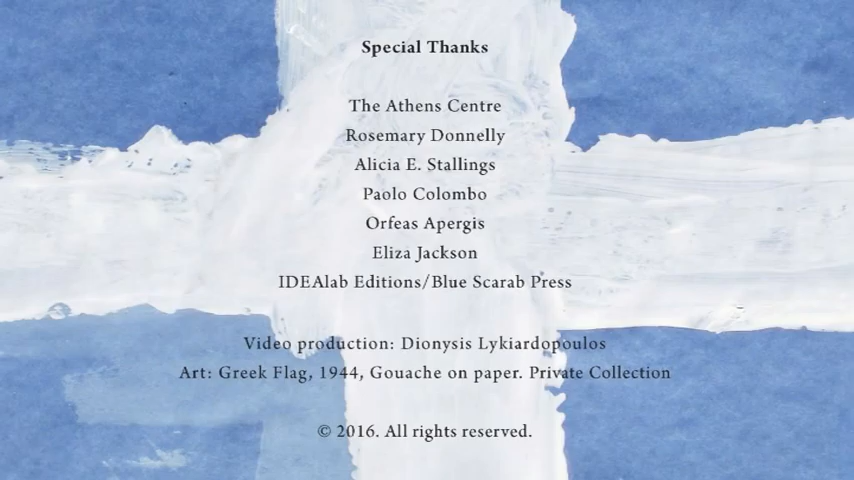 Special Thanks
The Athens Centre
Rosemary Donnelly
Alicia E. Stallings
Paolo Colombo
Orfeas Apergis
Eliza Jackson
IDEAlab Editions/Blue Scarab Press
Video production: Dionysis Lykiardopoulos
Art: Greek Flag, 1944, Gouache on paper. Private Collection
© 2016. All rights reserved.